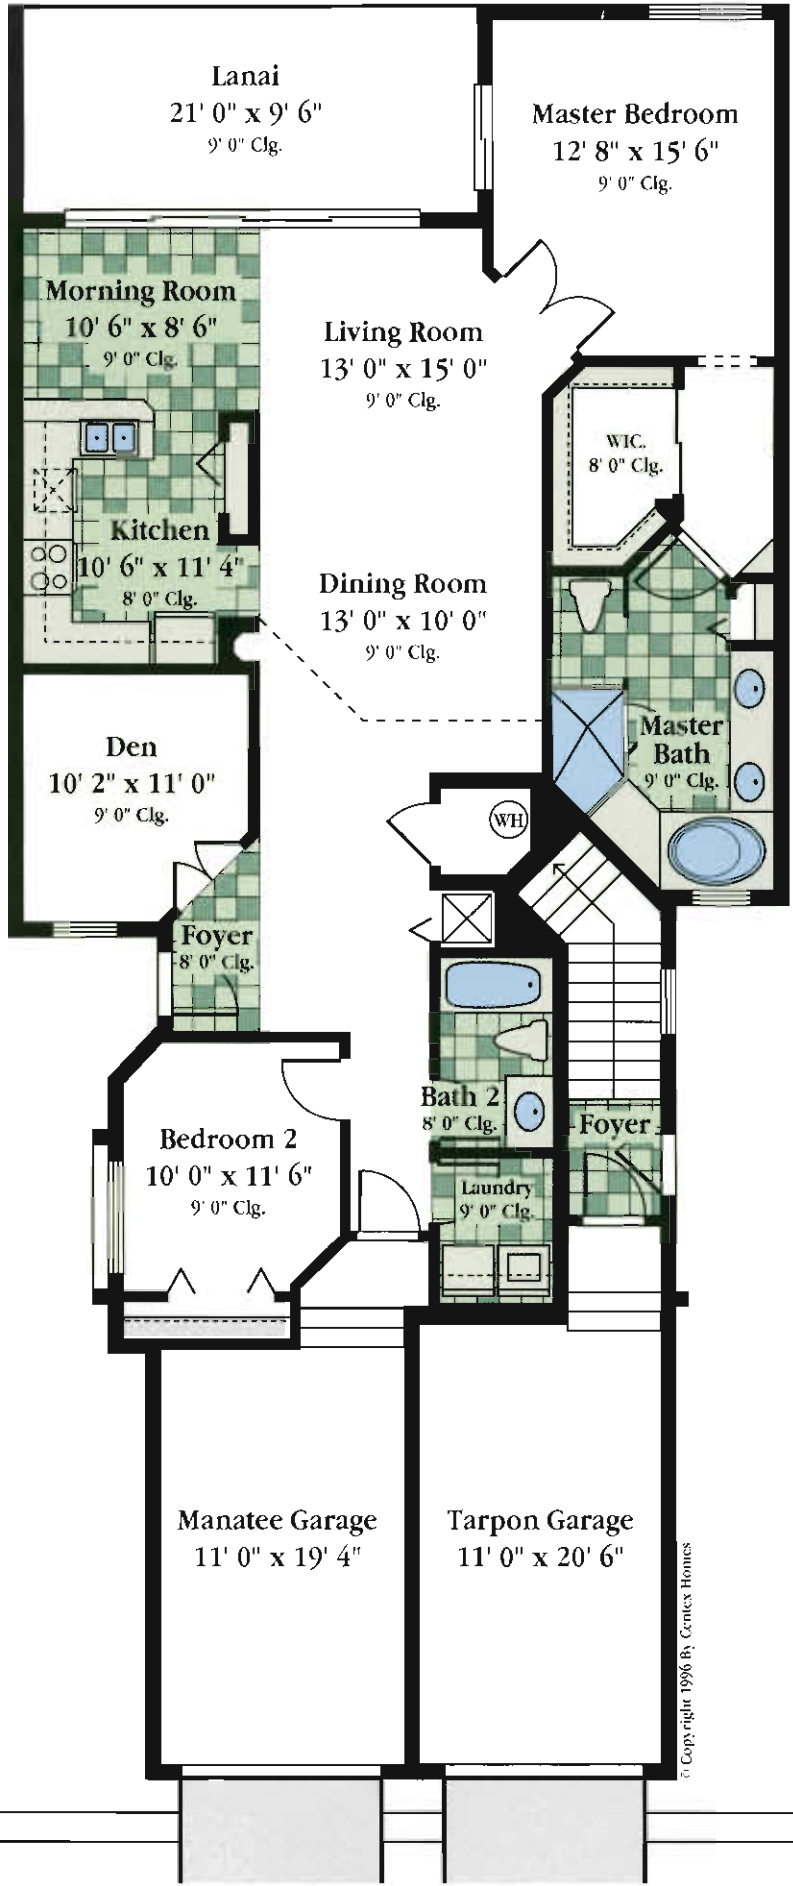 Lanai
21' 0" x 9' 6"
9' 0" Clg.
Master Bedroom
12' 8" x 15' 6"
9' 0" Clg.
Morning Room
10' 6" x 8' 6"
9' 0" Clg.
Living Room
13' 0" x 15' 0"
9' 0" Clg.
WIC.
8' 0" Clg.
Kitchen
10' 6" x 11' 4"
8' 0" Clg.
Dining Room
13' 0" x 10' 0"
9' 0" Clg.
Master
Bath
9' 0" Clg.
Den
10' 2" x 11' 0"
9' 0" Clg.
WH
Foyer
8' 0" Clg.
Bath 2
8' 0" Clg.
Foyer
Bedroom 2
10' 0" x 11' 6"
9' 0" Clg.
Laundry
9' 0" Clg.
Manatee Garage
11' 0" x 19' 4"
Tarpon Garage
11' 0" x 20' 6"
© Copyright 1996 By Centex Homes